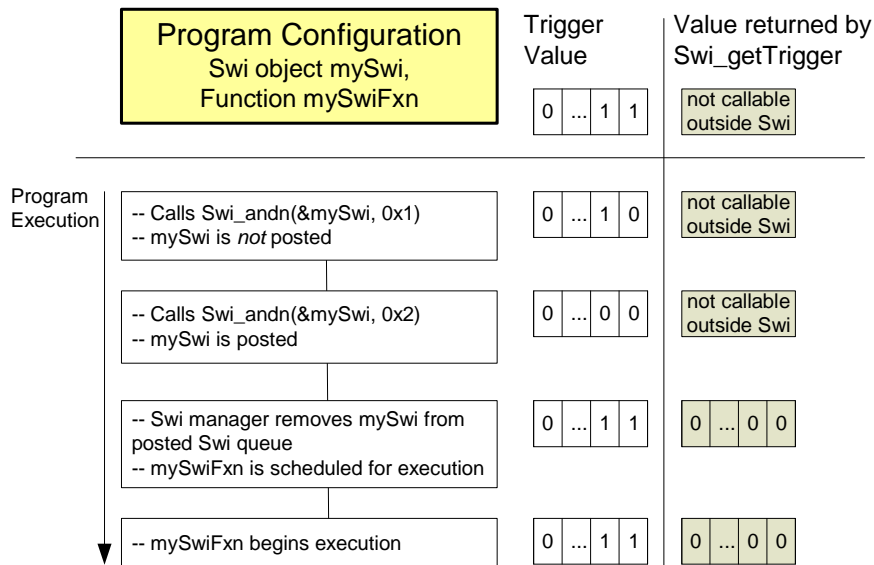 Program Configuration
Swi object mySwi,
Function mySwiFxn
Trigger
Value
Value returned by
Swi_getTrigger
0 ... 1 1
not callable
outside Swi
Program
Execution
-- Calls Swi_andn(&mySwi, 0x1)
-- mySwi is not posted
0 ... 1 0
not callable
outside Swi
-- Calls Swi_andn(&mySwi, 0x2)
-- mySwi is posted
0 ... 0 0
not callable
outside Swi
-- Swi manager removes mySwi from
posted Swi queue
-- mySwiFxn is scheduled for execution
0 ... 1 1
0 ... 0 0
-- mySwiFxn begins execution
0 ... 1 1
0 ... 0 0